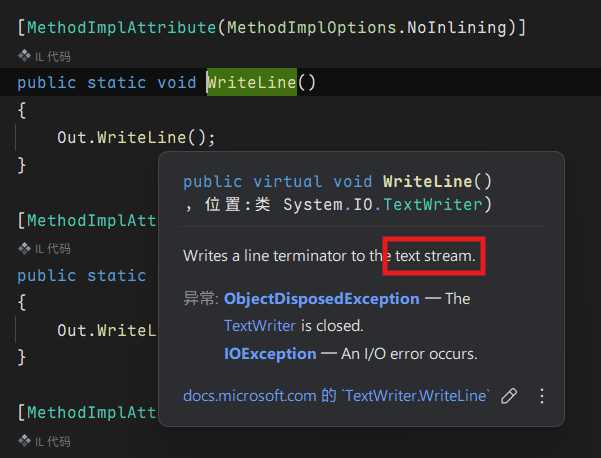 [MethodImplAttribute(MethodImplOptions.NoInlining)]
IL 代码
public static void WriteLine()
{
Out.WriteLine();
}
public virtual void WriteLine()
, 位置:类 System.IO.TextWriter)
Writes a line terminator to the text stream.
异常: ObjectDisposedException — The
TextWriter is closed.
IOException — An I/O error occurs.
docs.microsoft.com 的 `TextWriter.WriteLine`
[MethodImplAttr
IL 代码
public static
{
Out.WriteL
}
[MethodImplAttr
IL 代码